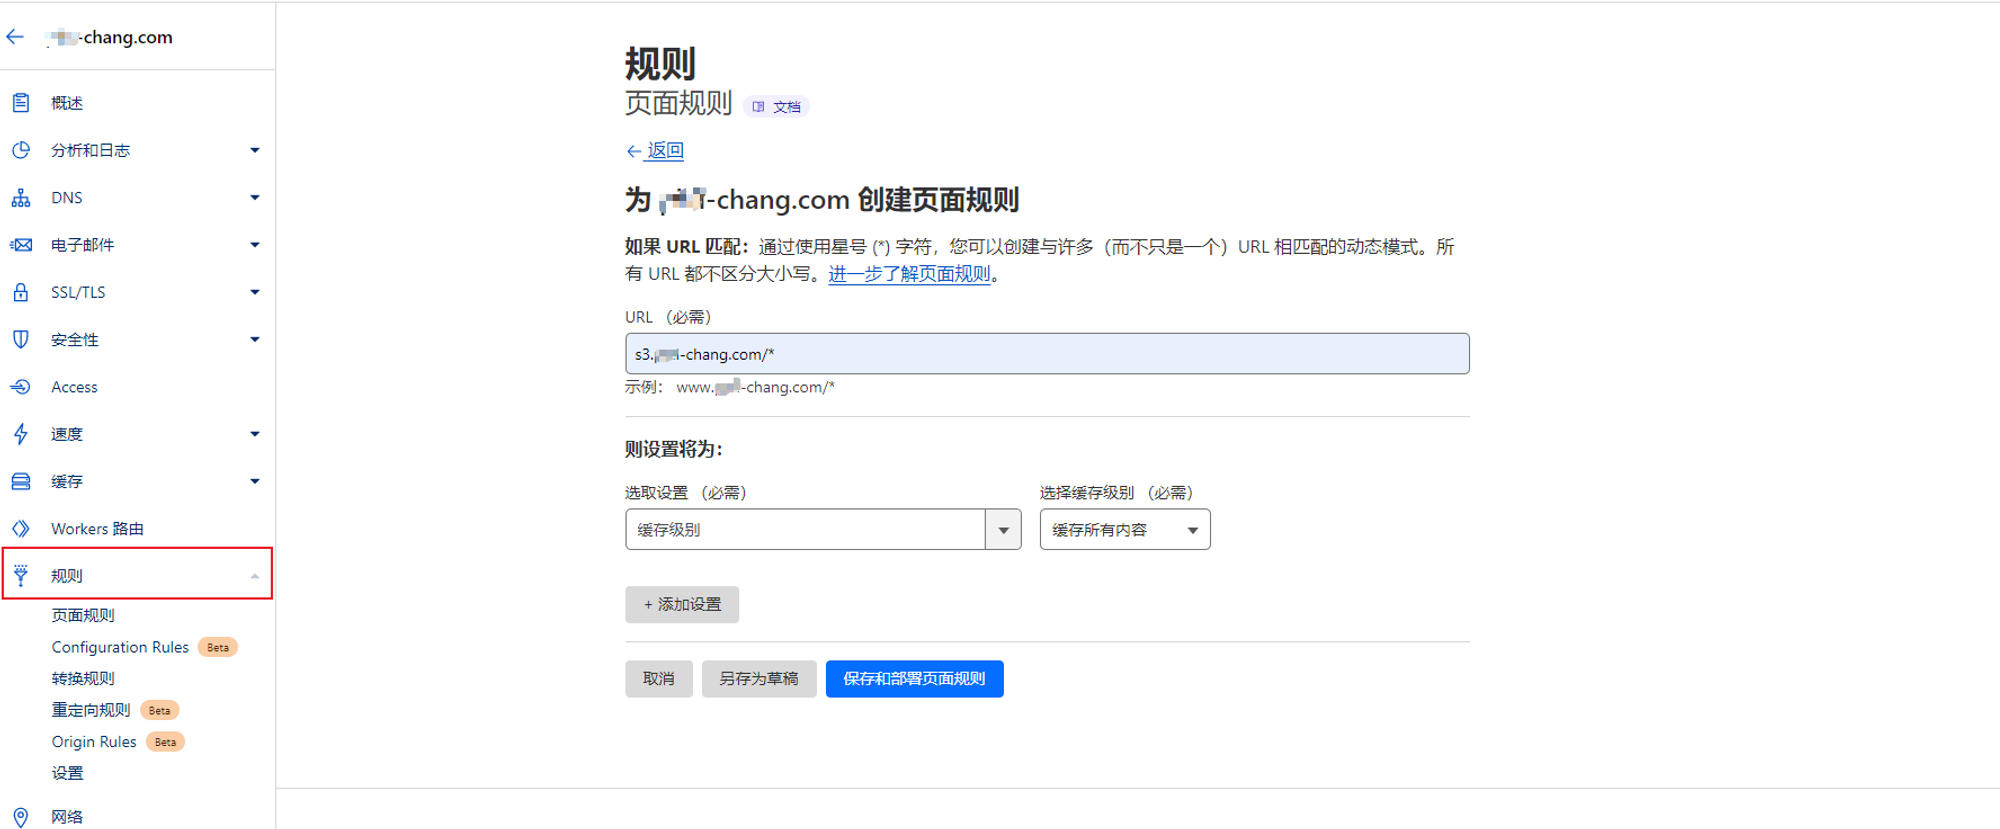 -chang.com
概述
分析和日志
DNS
电子邮件
SSL/TLS
安全性
Access
速度
缓存
Workers 路由
规则
页面规则
Configuration Rules Beta
转换规则
重定向规则 Beta
Origin Rules Beta
设置
网络
规则
页面规则 文档
返回
为 -chang.com 创建页面规则
如果 URL 匹配：通过使用星号 (*) 字符，您可以创建与许多（而不只是一个）URL 相匹配的动态模式。所
有 URL 都不区分大小写。进一步了解页面规则。
URL （必需）
s3. -chang.com/*
示例： www. -chang.com/*
则设置将为：
选取设置 （必需） 选择缓存级别 （必需）
缓存级别 缓存所有内容
+ 添加设置
取消 另存为草稿 保存和部署页面规则